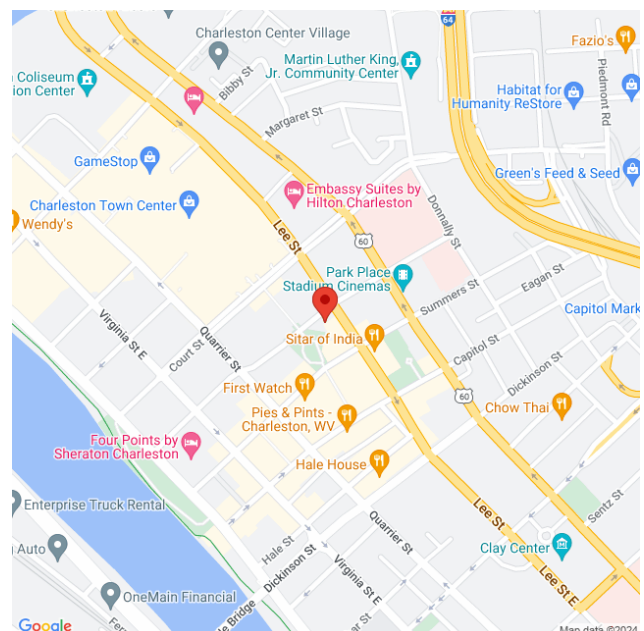 Charleston Center Village
64
Fazio's
Martin Luther King,
Jr. Community Center
Coliseum
ion Center
Bibby St
Piedmont Rd
Habitat for
Humanity ReStore
Margaret St
GameStop
Green's Feed & Seed
Embassy Suites by
Hilton Charleston
Charleston Town Center
Donnally St
Wendy's
Lee St
60
Park Place
Stadium Cinemas
Eagan St
Summers St
Capitol Mark
Virginia St E
Quarrier St
Court St
Sitar of India
Capitol St
Dickinson St
First Watch
60
Chow Thai
Pies & Pints -
Charleston, WV
Four Points by
Sheraton Charleston
Hale House
Enterprise Truck Rental
Lee St
Sentz St
Quarrier St
Auto
Hale St
Clay Center
Dickinson St
Virginia St E
Lee St E
OneMain Financial
Bridge
Google
Map data ©2024